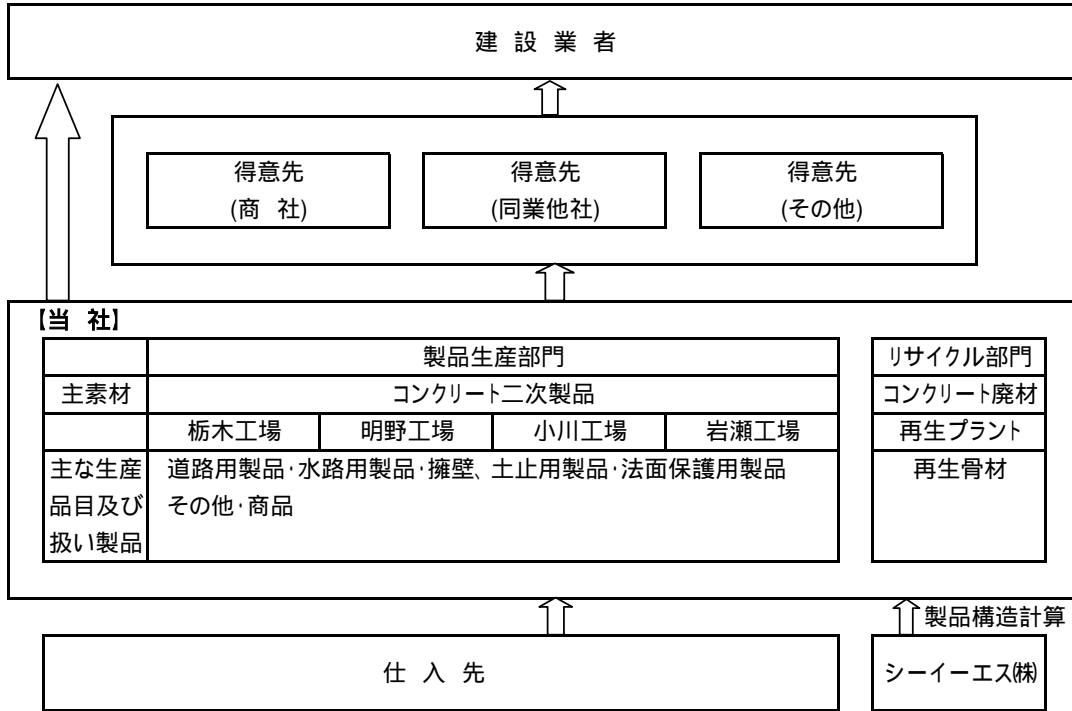 建 設 業 者
得意先
(商 社)
得意先
(同業他社)
得意先
(その他)
【当 社】
製品生産部門
リサイクル部門
主素材
コンクリート二次製品
コンクリート廃材
栃木工場
明野工場
小川工場
岩瀬工場
再生プラント
主な生産
品目及び
扱い製品
道路用製品・水路用製品・擁壁、土止用製品・法面保護用製品
その他・商品
再生骨材
製品構造計算
仕 入 先
シーイーエス㈱